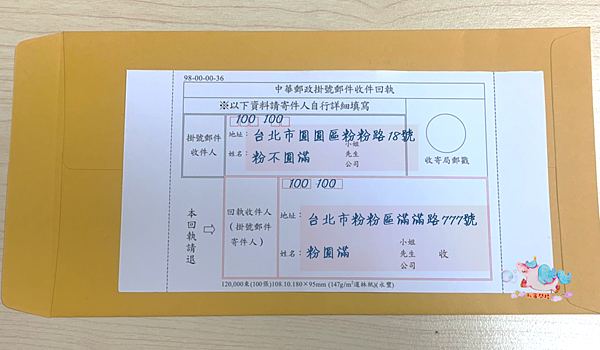 98-00-00-36
中華郵政掛號郵件收件回執
※以下資料請寄件人自行詳細填寫
掛號郵件
收件人
100 100
地址：台北市圓圓區粉粉路18號
姓名：粉不圓滿
小姐
先生
公司
收寄局郵戳
本回執請退
回執收件人
(掛號郵件
寄件人)
100 100
地址：台北市粉粉區滿滿路777號
姓名：粉圓滿
小姐
先生
公司
收
120,000束(100張)108.10.180×95mm (147g/m²道林紙)(永豐)